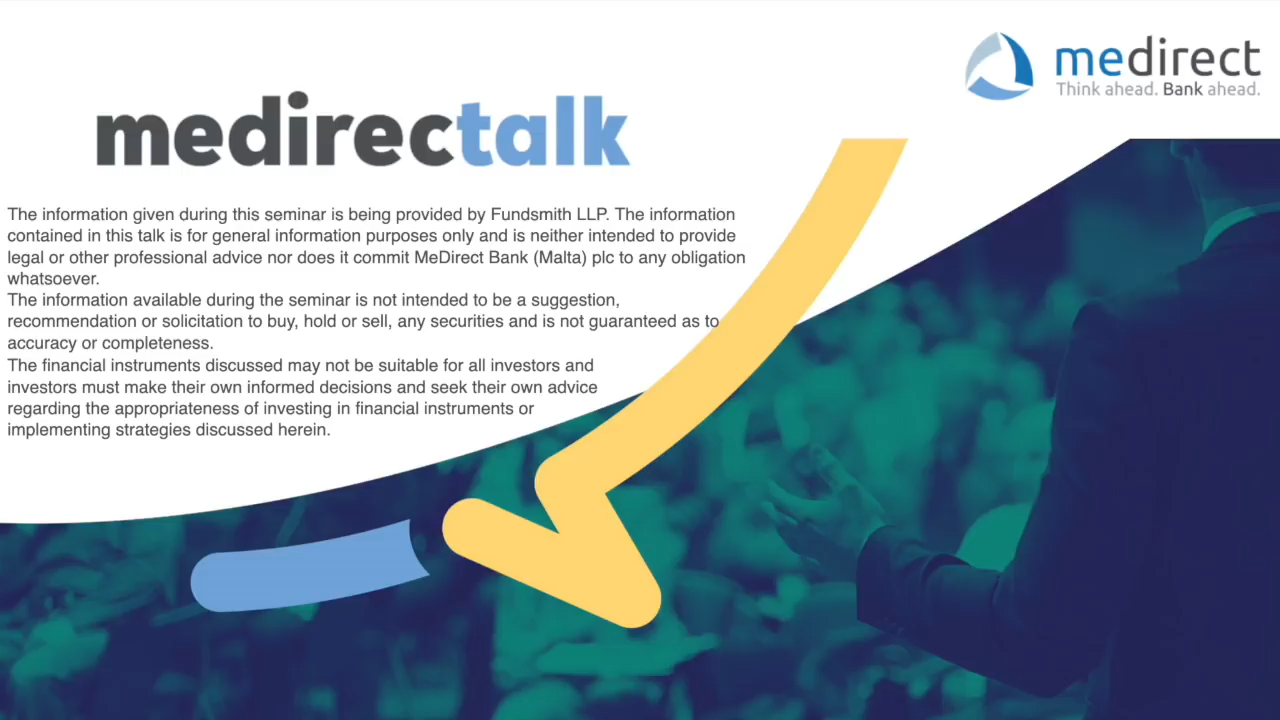 medirect
Think ahead. Bank ahead.
medirectalk
The information given during this seminar is being provided by Fundsmith LLP. The information
contained in this talk is for general information purposes only and is neither intended to provide
legal or other professional advice nor does it commit MeDirect Bank (Malta) plc to any obligation
whatsoever.
The information available during the seminar is not intended to be a suggestion,
recommendation or solicitation to buy, hold or sell, any securities and is not guaranteed as to
accuracy or completeness.
The financial instruments discussed may not be suitable for all investors and
investors must make their own informed decisions and seek their own advice
regarding the appropriateness of investing in financial instruments or
implementing strategies discussed herein.